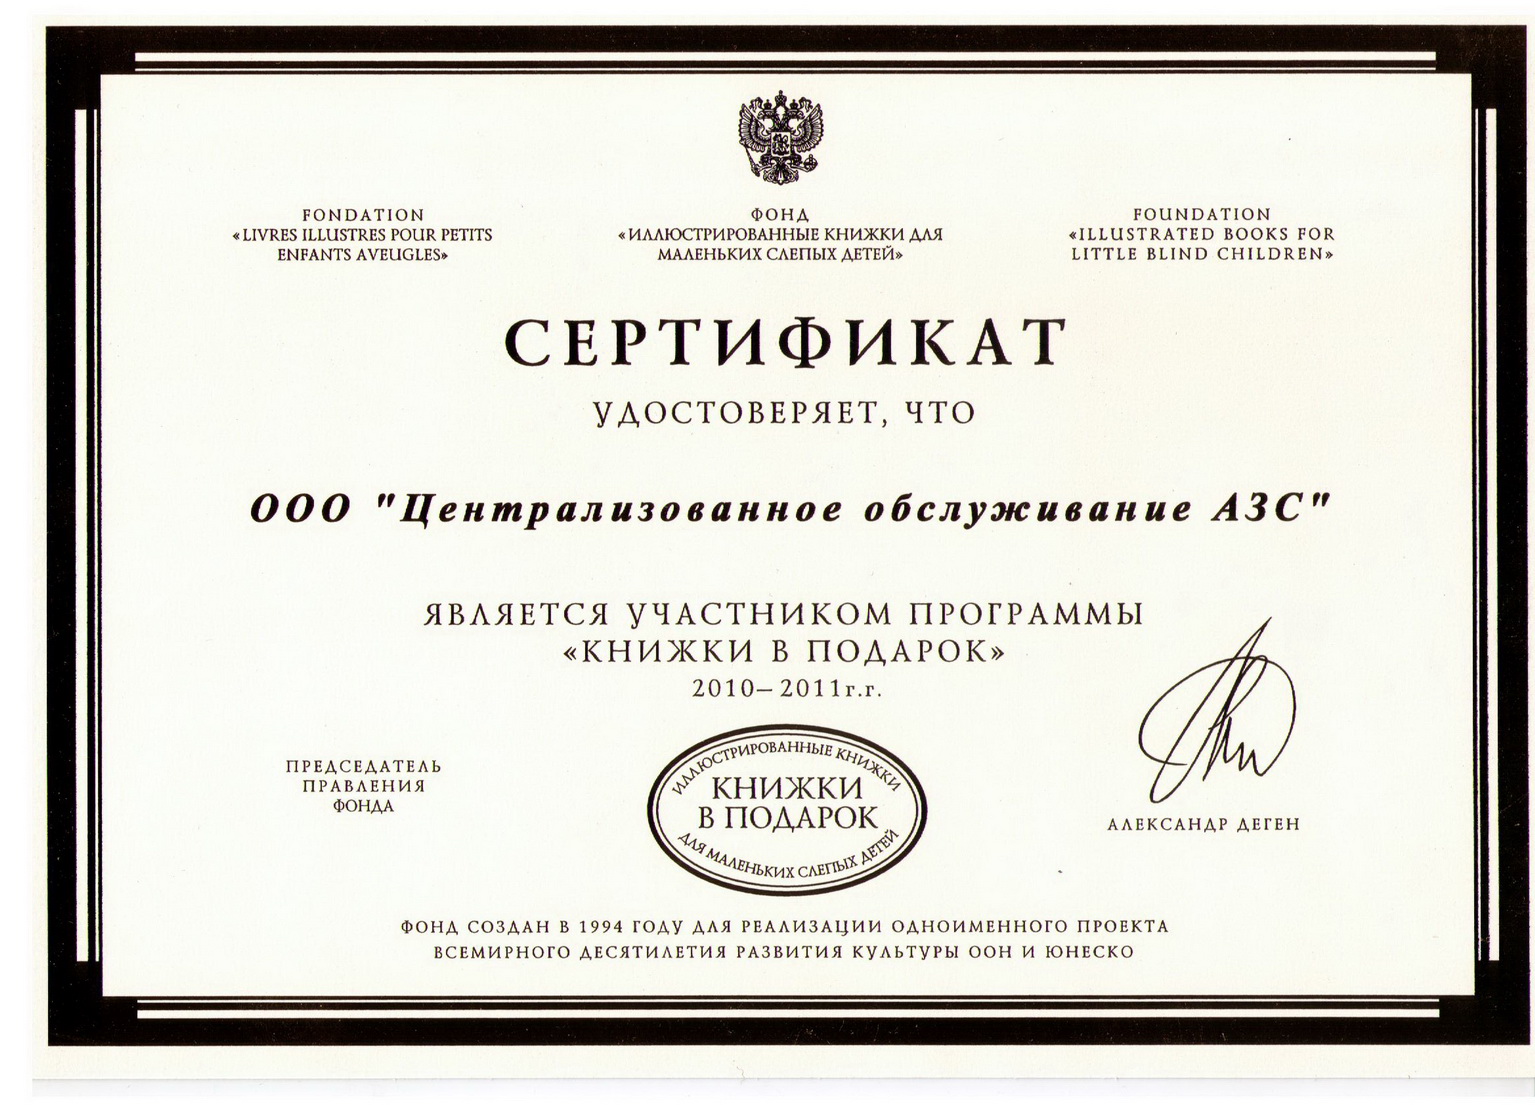 FONDATION
«LIVRES ILLUSTRES POUR PETITS
ENFANTS AVEUGLES»
ФОНД
«ИЛЛЮСТРИРОВАННЫЕ КНИЖКИ ДЛЯ
МАЛЕНЬКИХ СЛЕПЫХ ДЕТЕЙ»
FOUNDATION
«ILLUSTRATED BOOKS FOR
LITTLE BLIND CHILDREN»
СЕРТИФИКАТ
УДОСТОВЕРЯЕТ, ЧТО
ООО "Централизованное обслуживание АЗС"
ЯВЛЯЕТСЯ УЧАСТНИКОМ ПРОГРАММЫ
«КНИЖКИ В ПОДАРОК»
2010–2011г.г.
ПРЕДСЕДАТЕЛЬ
ПРАВЛЕНИЯ
ФОНДА
ИЛЛЮСТРИРОВАННЫЕ КНИЖКИ
КНИЖКИ
В ПОДАРОК
ДЛЯ МАЛЕНЬКИХ СЛЕПЫХ ДЕТЕЙ
АЛЕКСАНДР ДЕГЕН
ФОНД СОЗДАН В 1994 ГОДУ ДЛЯ РЕАЛИЗАЦИИ ОДНОИМЕННОГО ПРОЕКТА
ВСЕМИРНОГО ДЕСЯТИЛЕТИЯ РАЗВИТИЯ КУЛЬТУРЫ ООН И ЮНЕСКО